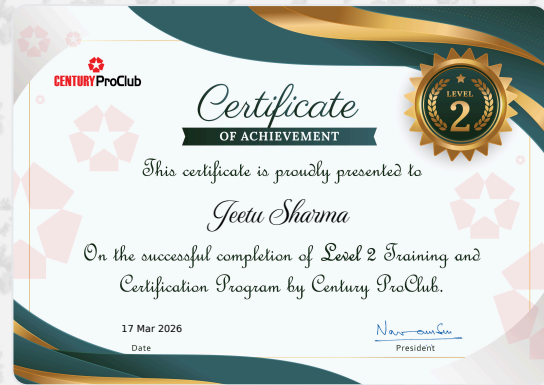 CENTURY ProClub
LEVEL
2
Certificate
OF ACHIEVEMENT
This certificate is proudly presented to
Jeetu Sharma
On the successful completion of Level 2 Training and
Certification Program by Century ProClub.
17 Mar 2026
Date
President